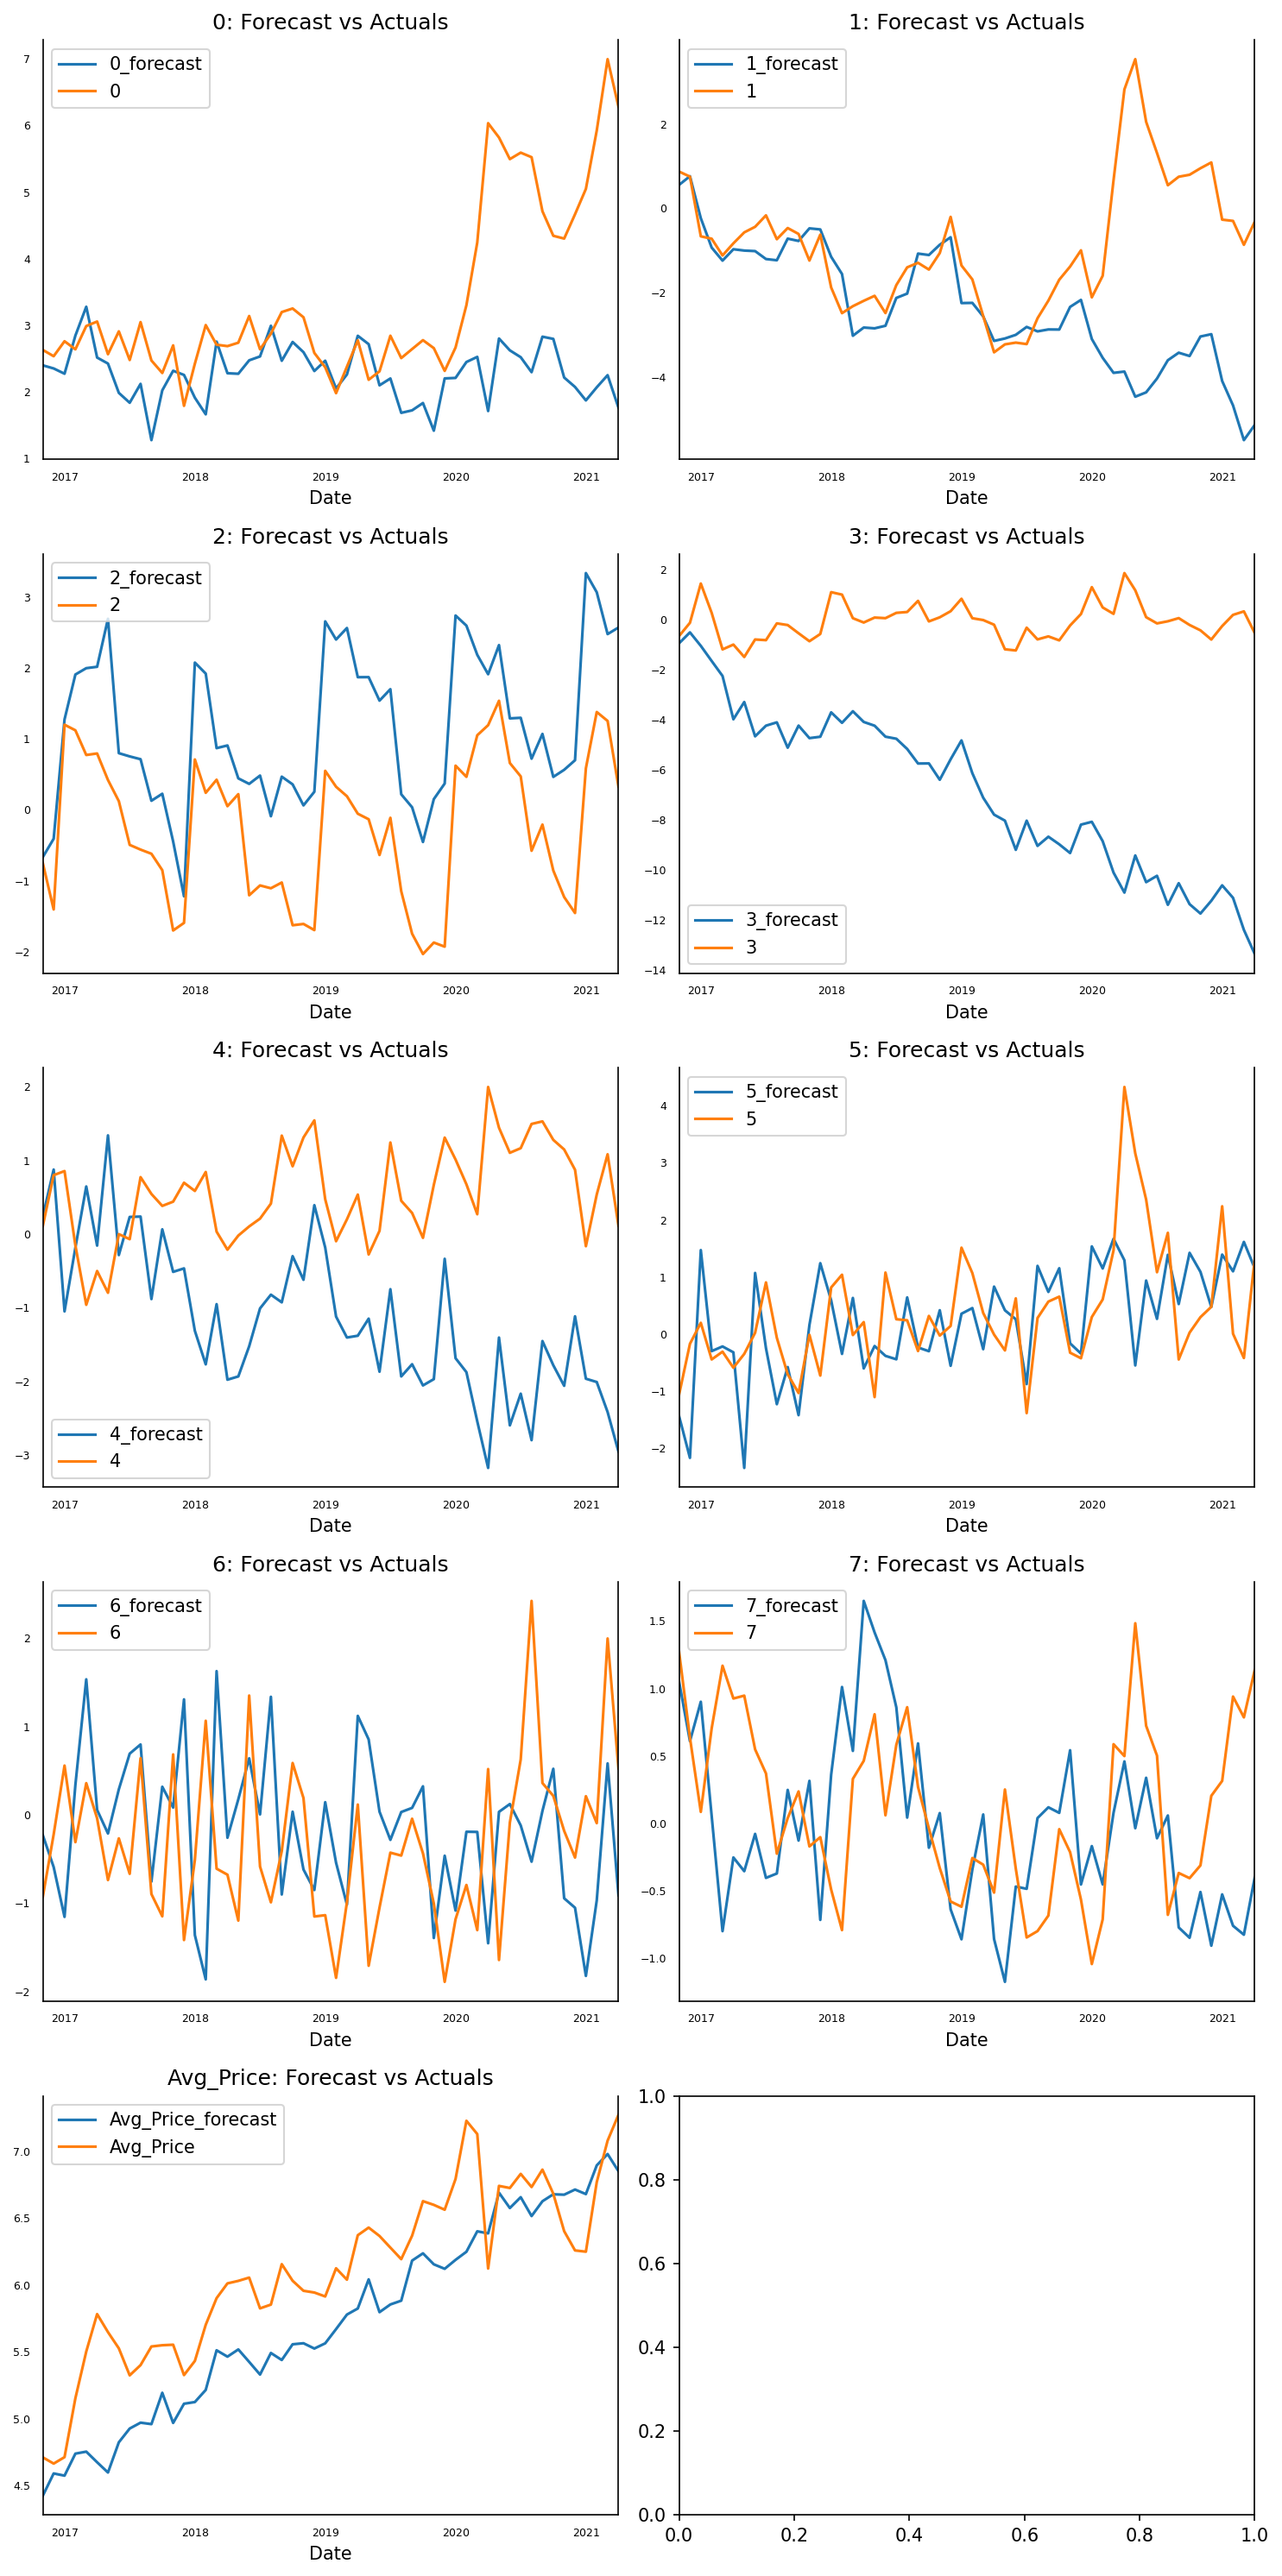 0: Forecast vs Actuals
0_forecast
0
7
6
5
4
3
2
1
2017 2018 2019 2020 2021
Date
1: Forecast vs Actuals
1_forecast
1
2
0
−2
−4
2017 2018 2019 2020 2021
Date
2: Forecast vs Actuals
2_forecast
2
3
2
1
0
−1
−2
2017 2018 2019 2020 2021
Date
3: Forecast vs Actuals
2
0
−2
−4
−6
−8
−10
−12
−14
3_forecast
3
2017 2018 2019 2020 2021
Date
4: Forecast vs Actuals
2
1
0
−1
−2
−3
4_forecast
4
2017 2018 2019 2020 2021
Date
5: Forecast vs Actuals
5_forecast
5
4
3
2
1
0
−1
−2
2017 2018 2019 2020 2021
Date
6: Forecast vs Actuals
6_forecast
6
2
1
0
−1
−2
2017 2018 2019 2020 2021
Date
7: Forecast vs Actuals
7_forecast
7
1.5
1.0
0.5
0.0
−0.5
−1.0
2017 2018 2019 2020 2021
Date
Avg_Price: Forecast vs Actuals
Avg_Price_forecast
Avg_Price
7.0
6.5
6.0
5.5
5.0
4.5
2017 2018 2019 2020 2021
Date
1.0
0.8
0.6
0.4
0.2
0.0
0.0 0.2 0.4 0.6 0.8 1.0